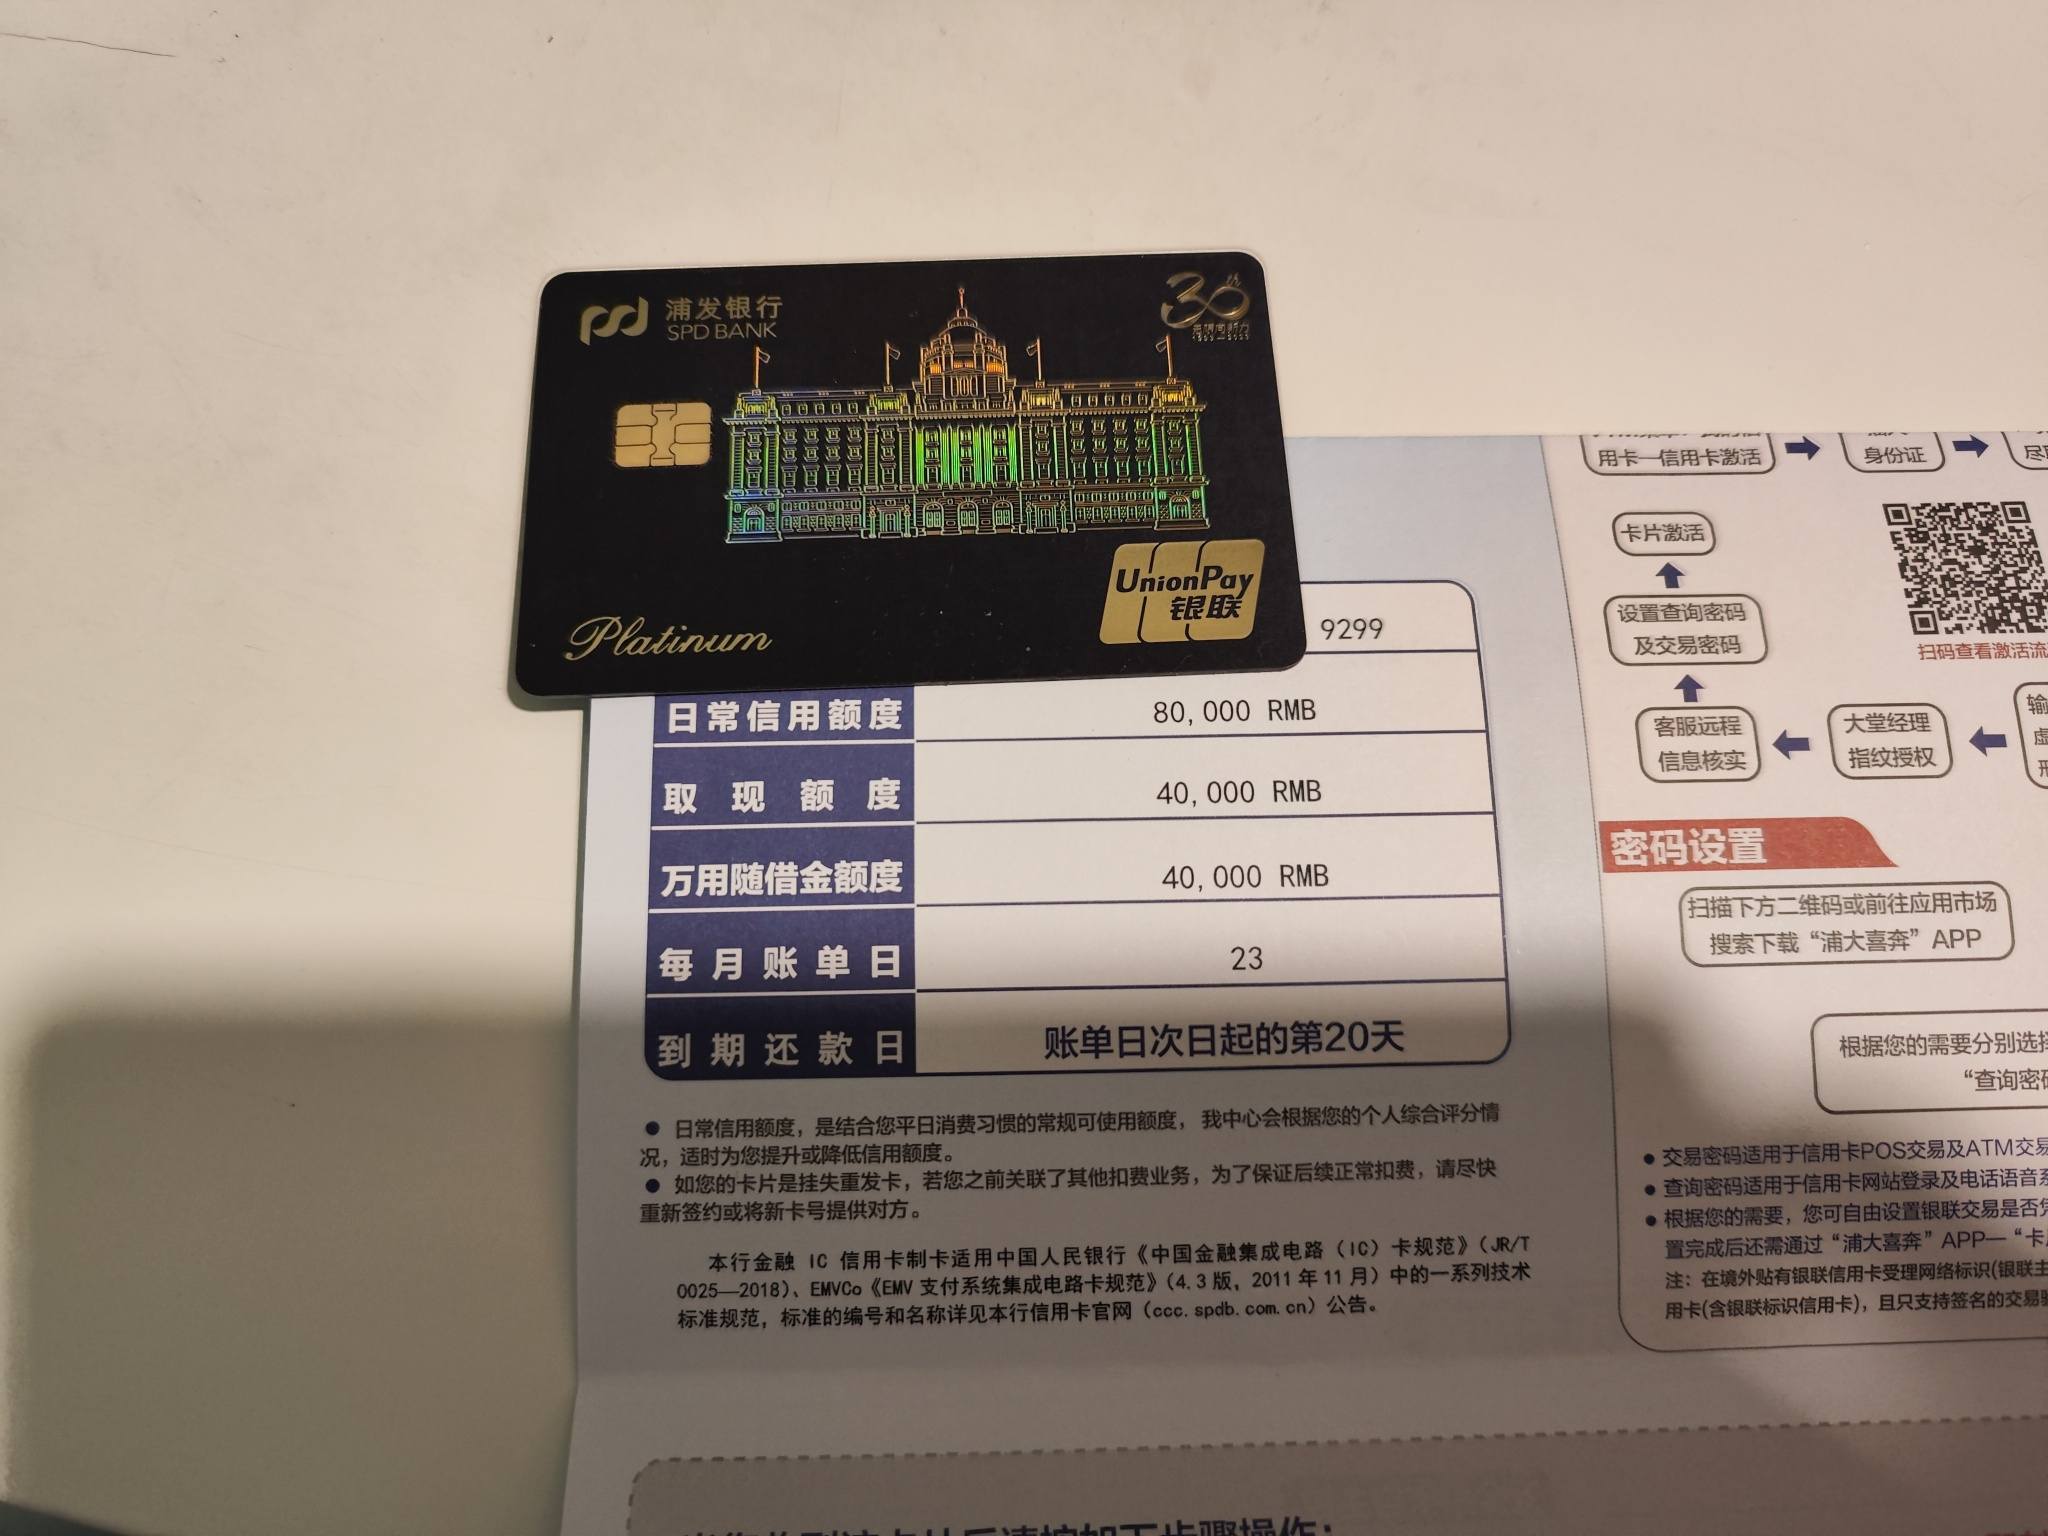 浦发银行
SPD BANK
30th
UnionPay
银联
Platinum
9299
日常信用额度 80,000 RMB
取现额度 40,000 RMB
万用随借金额度 40,000 RMB
每月账单日 23
到期还款日 账单日次日起的第20天
● 日常信用额度，是结合您平日消费习惯的常规可使用额度，我中心会根据您的个人综合评分情
况，适时为您提升或降低信用额度。
● 如您的卡片是挂失重发卡，若您之前关联了其他扣费业务，为了保证后续正常扣费，请尽快
重新签约或将新卡号提供对方。
本行金融 IC 信用卡制卡适用中国人民银行《中国金融集成电路（IC）卡规范》（JR/T
0025—2018）、EMVCo《EMV 支付系统集成电路卡规范》（4.3 版，2011 年 11 月）中的一系列技术
标准规范，标准的编号和名称详见本行信用卡官网（ccc.spdb.com.cn）公告。
用卡—信用卡激活
身份证
卡片激活
设置查询密码
及交易密码
扫码查看激活流
客服远程
信息核实
大堂经理
指纹授权
输
密码设置
扫描下方二维码或前往应用市场
搜索下载“浦大喜奔”APP
根据您的需要分别选择
“查询密码
● 交易密码适用于信用卡POS交易及ATM交易
● 查询密码适用于信用卡网站登录及电话语音系
● 根据您的需要，您可自由设置银联交易是否凭
置完成后还需通过“浦大喜奔”APP—“卡
注：在境外贴有银联信用卡受理网络标识(银联主
用卡(含银联标识信用卡)，且只支持签名的交易